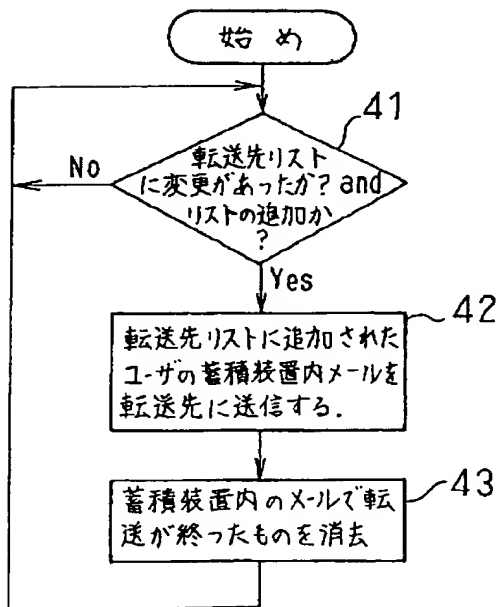 始め
41
転送先リスト
に変更があったか? and
リストの追加か
?
No
Yes
42
転送先リストに追加された
ユーザの蓄積装置内メールを
転送先に送信する.
43
蓄積装置内のメールで転
送が終ったものを消去